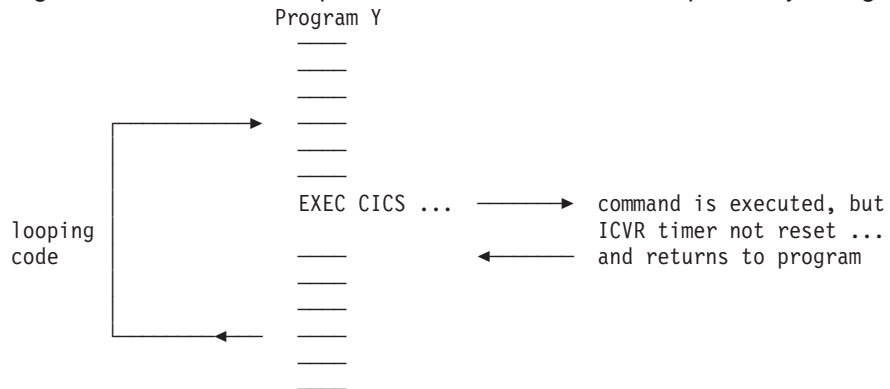 Program Y
EXEC CICS ... command is executed, but
looping ICVR timer not reset ...
code and returns to program